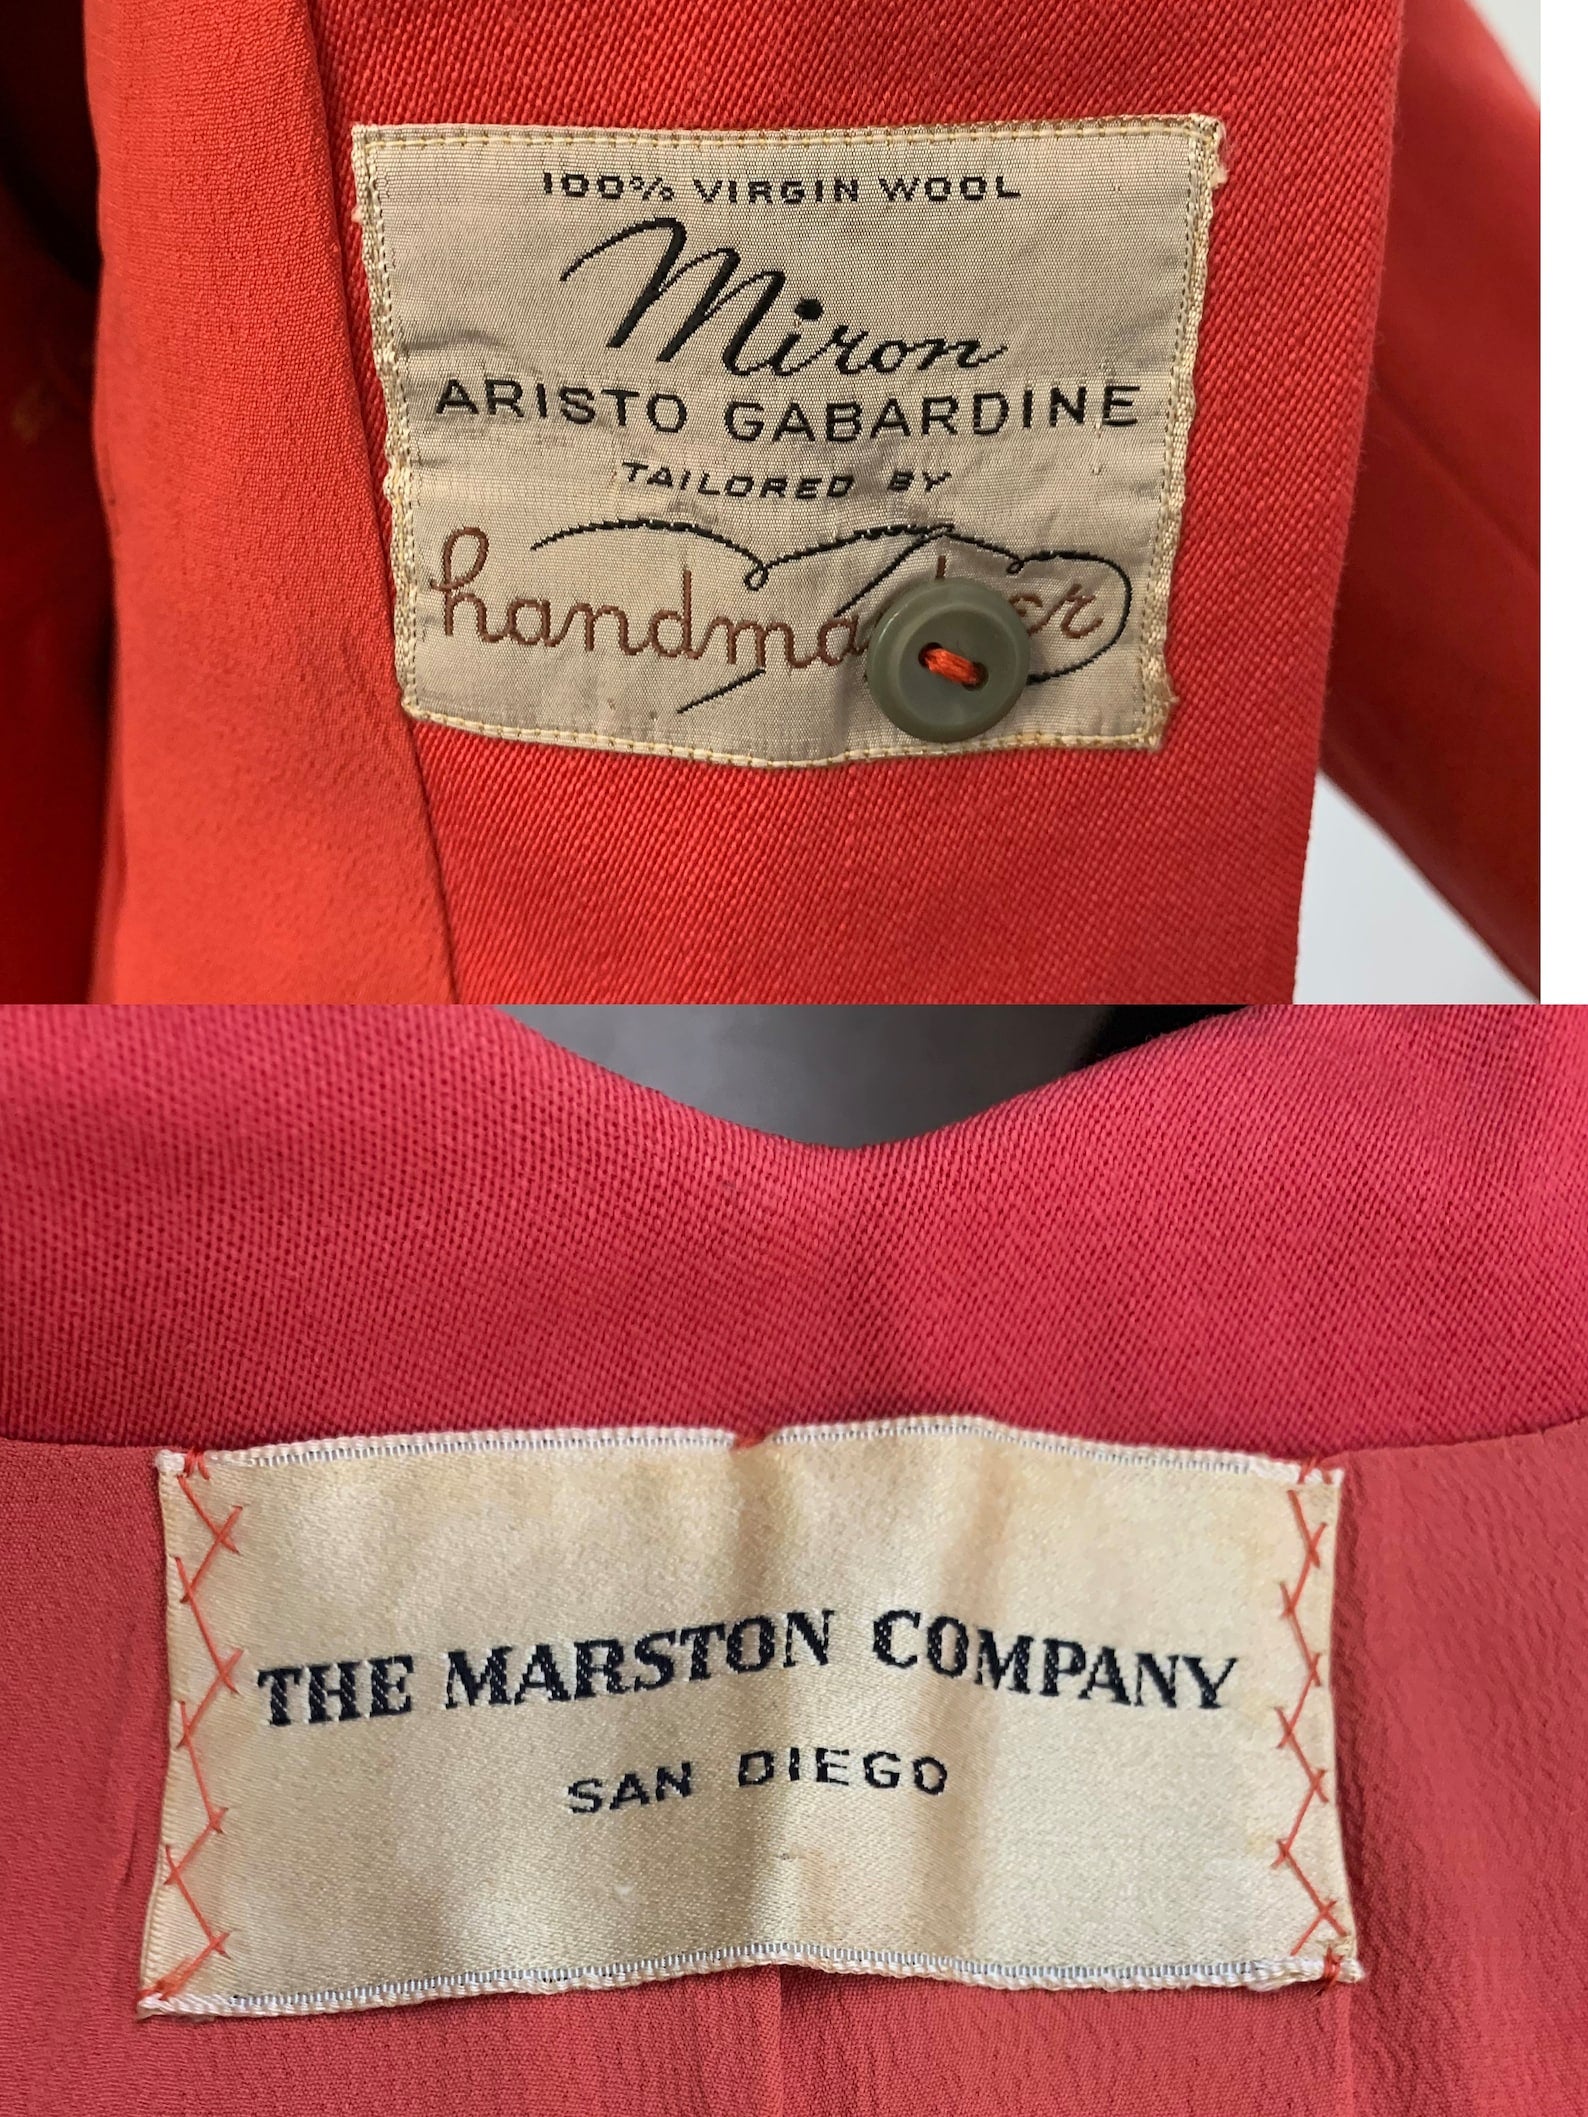 100% VIRGIN WOOL
Miron
ARISTO GABARDINE
TAILORED BY
THE MARSTON COMPANY
SAN DIEGO